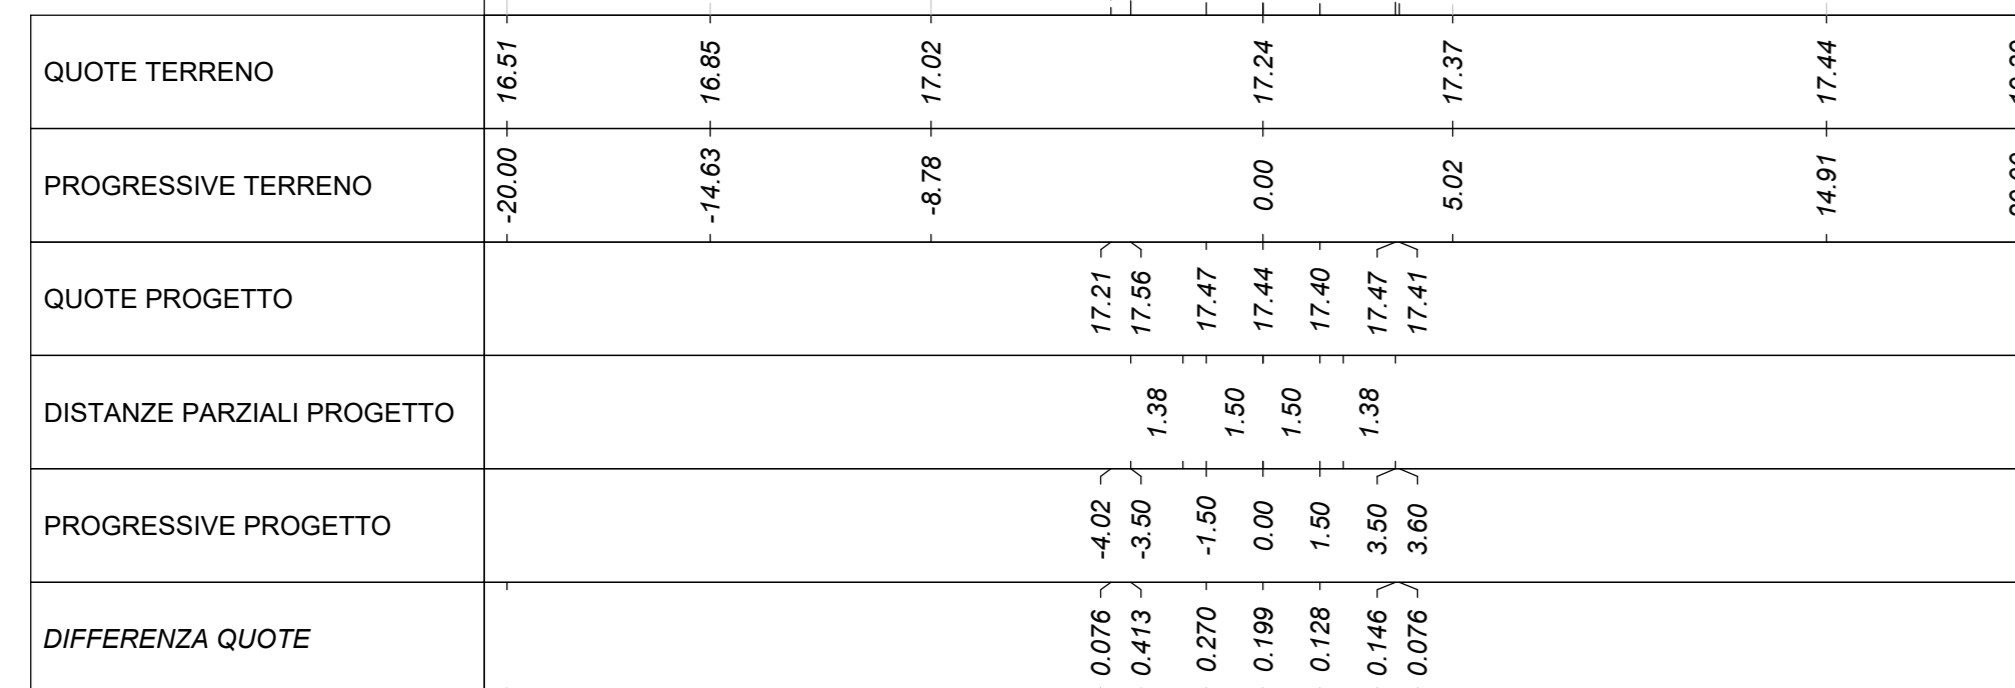 QUOTE TERRENO 16.51 16.85 17.02 17.24 17.37 17.44
PROGRESSIVE TERRENO -20.00 -14.63 -8.78 0.00 5.02 14.91
QUOTE PROGETTO 17.21 17.56 17.47 17.44 17.40 17.47 17.41
DISTANZE PARZIALI PROGETTO 1.38 1.50 1.50 1.38
PROGRESSIVE PROGETTO -4.02 -3.50 -1.50 0.00 1.50 3.50 3.60
DIFFERENZA QUOTE 0.076 0.413 0.270 0.199 0.128 0.146 0.076